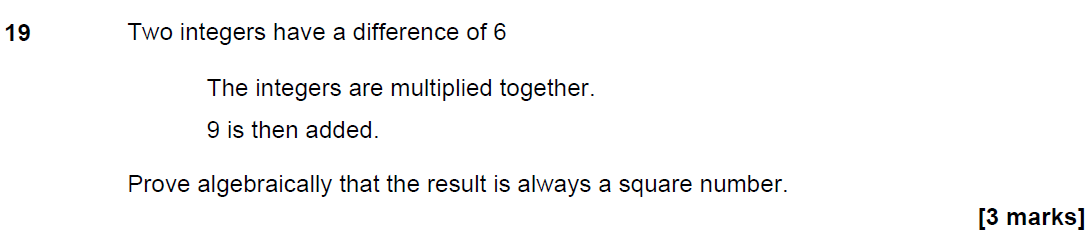 19 Two integers have a difference of 6
The integers are multiplied together.
9 is then added.
Prove algebraically that the result is always a square number.
[3 marks]